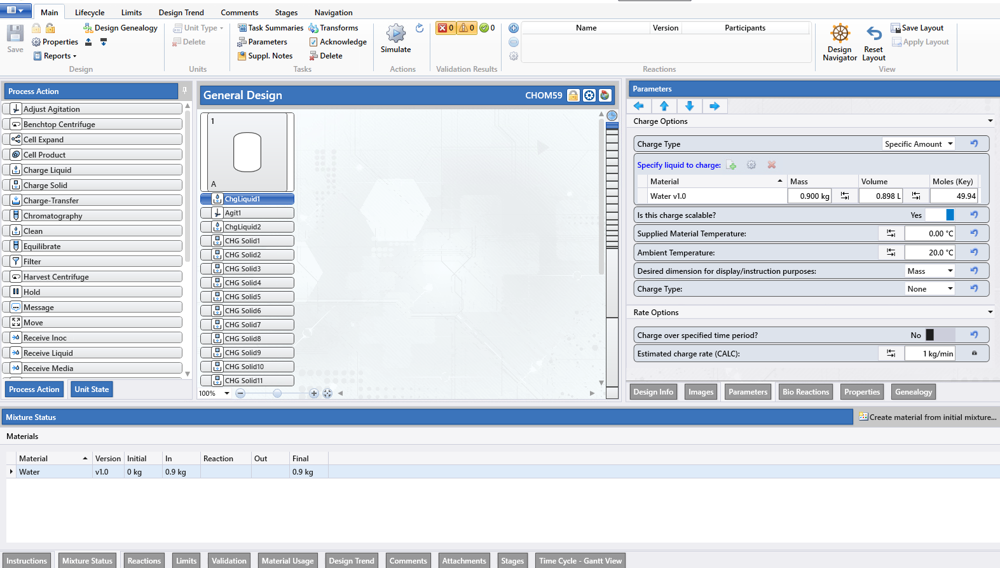 Main
Lifecycle
Limits
Design Trend
Comments
Stages
Navigation
Save
Design Genealogy
Properties
Reports
Design
Unit Type
Delete
Units
Task Summaries
Transforms
Parameters
Acknowledge
Suppl. Notes
Delete
Tasks
Simulate
Actions
0
0
0
Validation Results
Name
Version
Participants
Reactions
Design Navigator
Reset Layout
Save Layout
Apply Layout
View
Process Action
Adjust Agitation
Benchtop Centrifuge
Cell Expand
Cell Product
Charge Liquid
Charge Solid
Charge-Transfer
Chromatography
Clean
Equilibrate
Filter
Harvest Centrifuge
Hold
Message
Move
Receive Inoc
Receive Liquid
Receive Media
Process Action
Unit State
General Design
CHOM59
1
A
ChgLiquid1
Agit1
ChgLiquid2
CHG Solid1
CHG Solid2
CHG Solid3
CHG Solid4
CHG Solid5
CHG Solid6
CHG Solid7
CHG Solid8
CHG Solid9
CHG Solid10
CHG Solid11
100%
Parameters
Charge Options
Charge Type
Specific Amount
Specify liquid to charge:
Material
Mass
Volume
Moles (Key)
Water v1.0
0.900 kg
0.898 L
49.94
Is this charge scalable?
Yes
Supplied Material Temperature:
0.00 °C
Ambient Temperature:
20.0 °C
Desired dimension for display/instruction purposes:
Mass
Charge Type:
None
Rate Options
Charge over specified time period?
No
Estimated charge rate (CALC):
1 kg/min
Design Info
Images
Parameters
Bio Reactions
Properties
Genealogy
Mixture Status
Create material from initial mixture...
Materials
Material
Version
Initial
In
Reaction
Out
Final
Water
v1.0
0 kg
0.9 kg
0.9 kg
Instructions
Mixture Status
Reactions
Limits
Validation
Material Usage
Design Trend
Comments
Attachments
Stages
Time Cycle - Gantt View